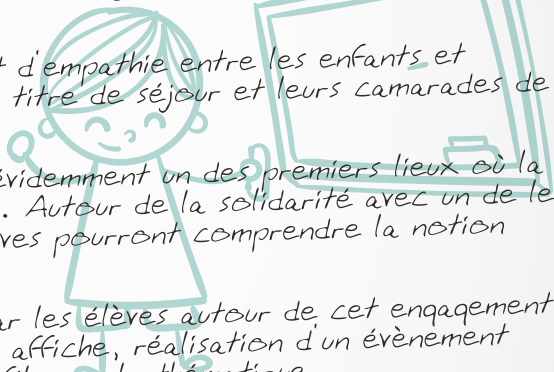 d'empathie entre les enfants et
titre de séjour et leurs camarades de
évidemment un des premiers lieux où la
. Autour de la solidarité avec un de le
pourront comprendre la notion
les élèves autour de cet engagement
affiche, réalisation d'un évènement